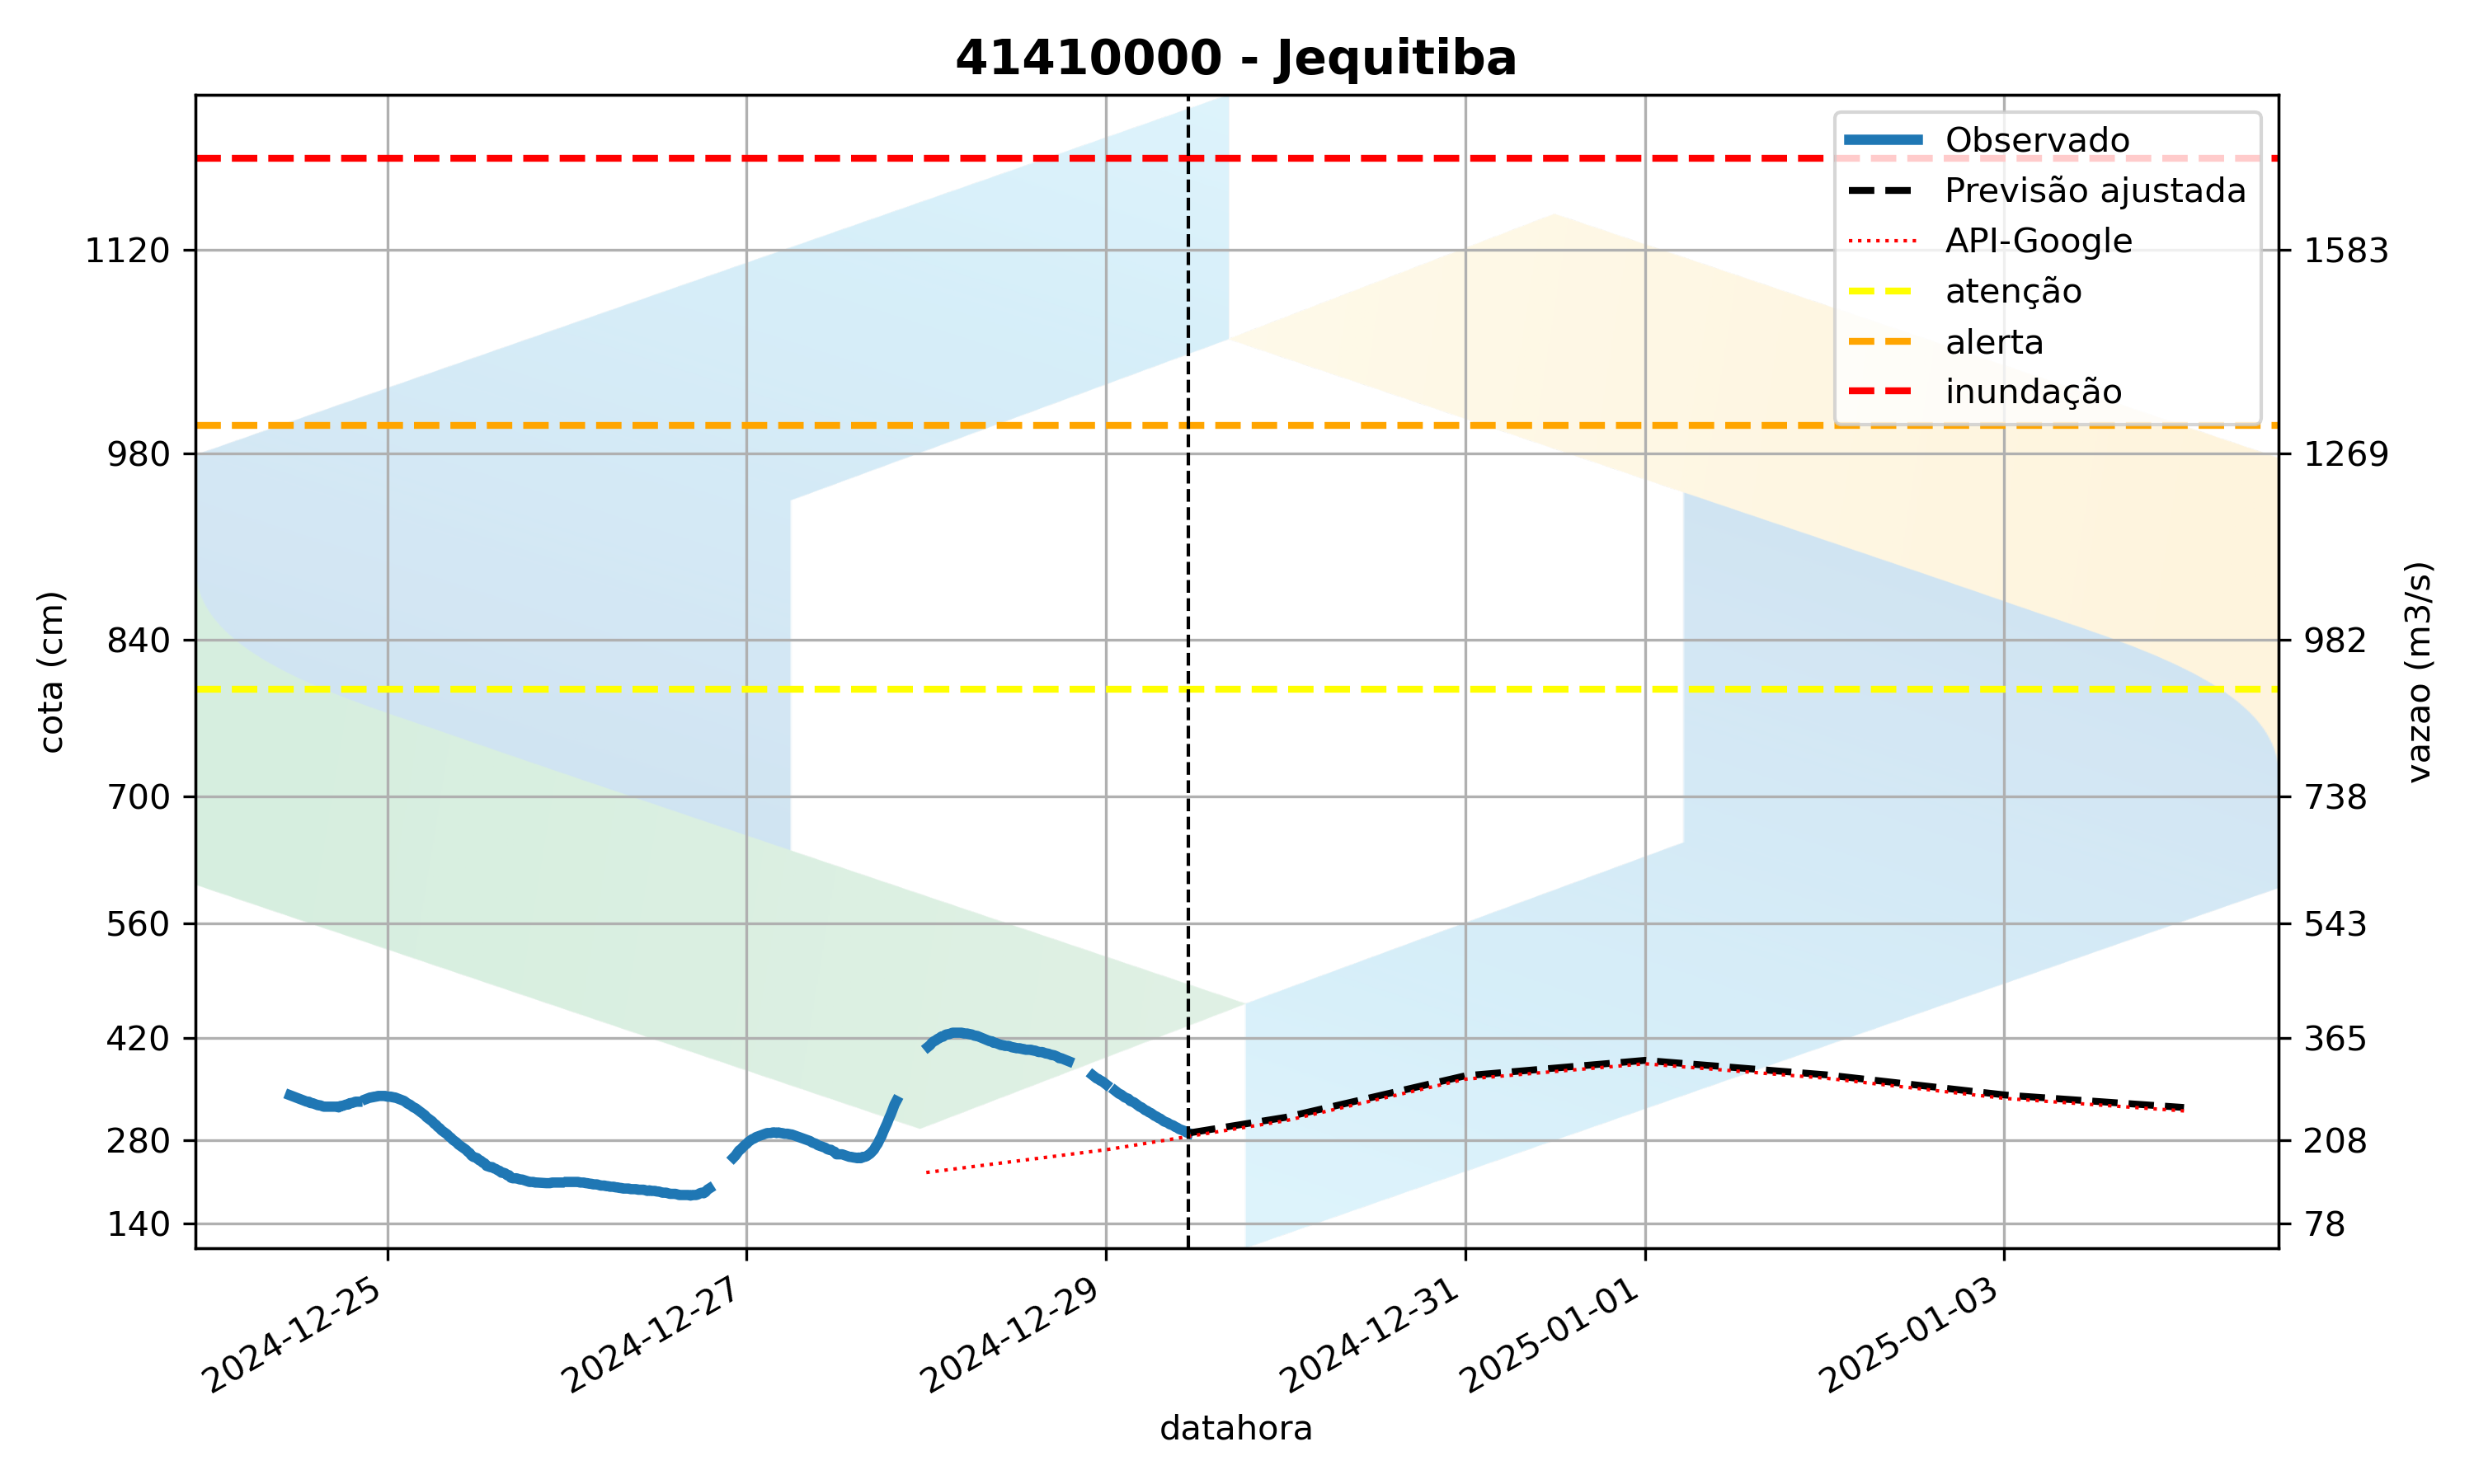 41410000 - Jequitiba
Observado
Previsão ajustada
API-Google
atenção
alerta
inundação
1120
980
840
700
560
420
280
140
cota (cm)
1583
1269
982
738
543
365
208
78
vazao (m3/s)
2024-12-25
2024-12-27
2024-12-29
2024-12-31
2025-01-01
2025-01-03
datahora